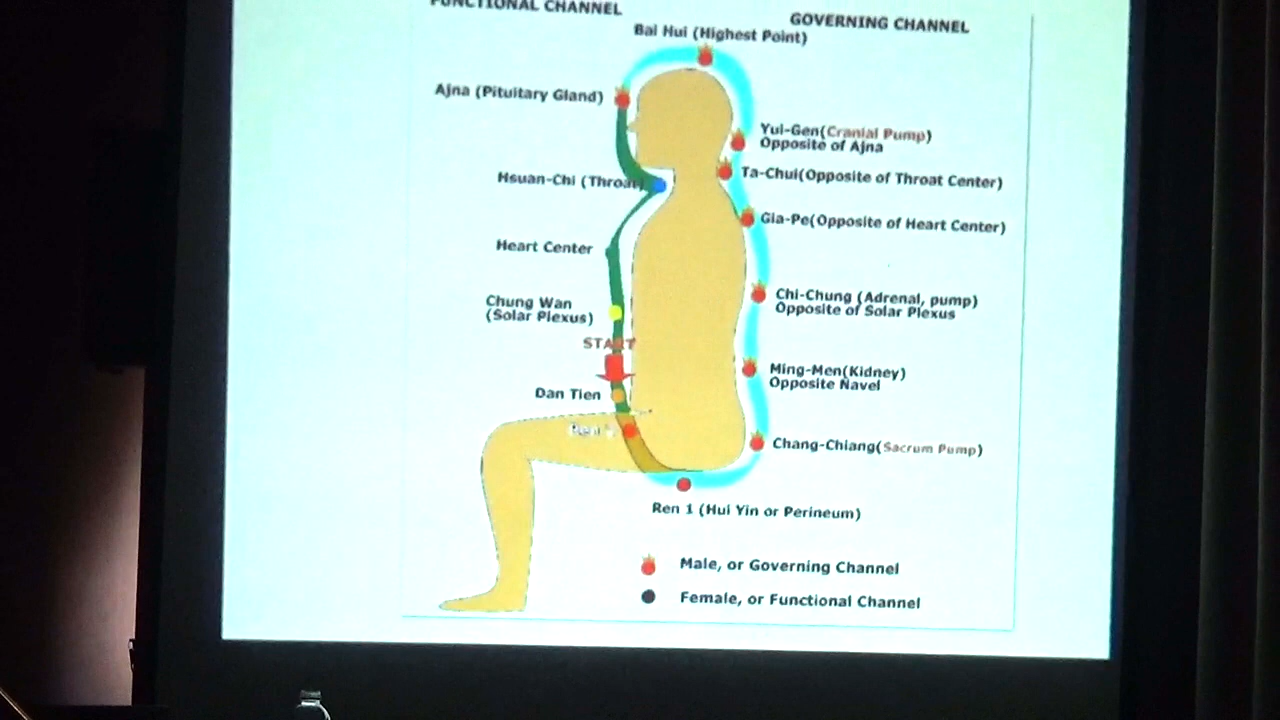 FUNCTIONAL CHANNEL
GOVERNING CHANNEL
Bai Hui (Highest Point)
Ajna (Pituitary Gland)
Yui-Gen(Cranial Pump)
Opposite of Ajna
Ta-Chui(Opposite of Throat Center)
Hsuan-Chi (Throat)
Gia-Pe(Opposite of Heart Center)
Heart Center
Chi-Chung (Adrenal, pump)
Opposite of Solar Plexus
Chung Wan
(Solar Plexus)
START
Ming-Men(Kidney)
Opposite Navel
Dan Tien
Chang-Chiang(Sacrum Pump)
Ren 1 (Hui Yin or Perineum)
Male, or Governing Channel
Female, or Functional Channel